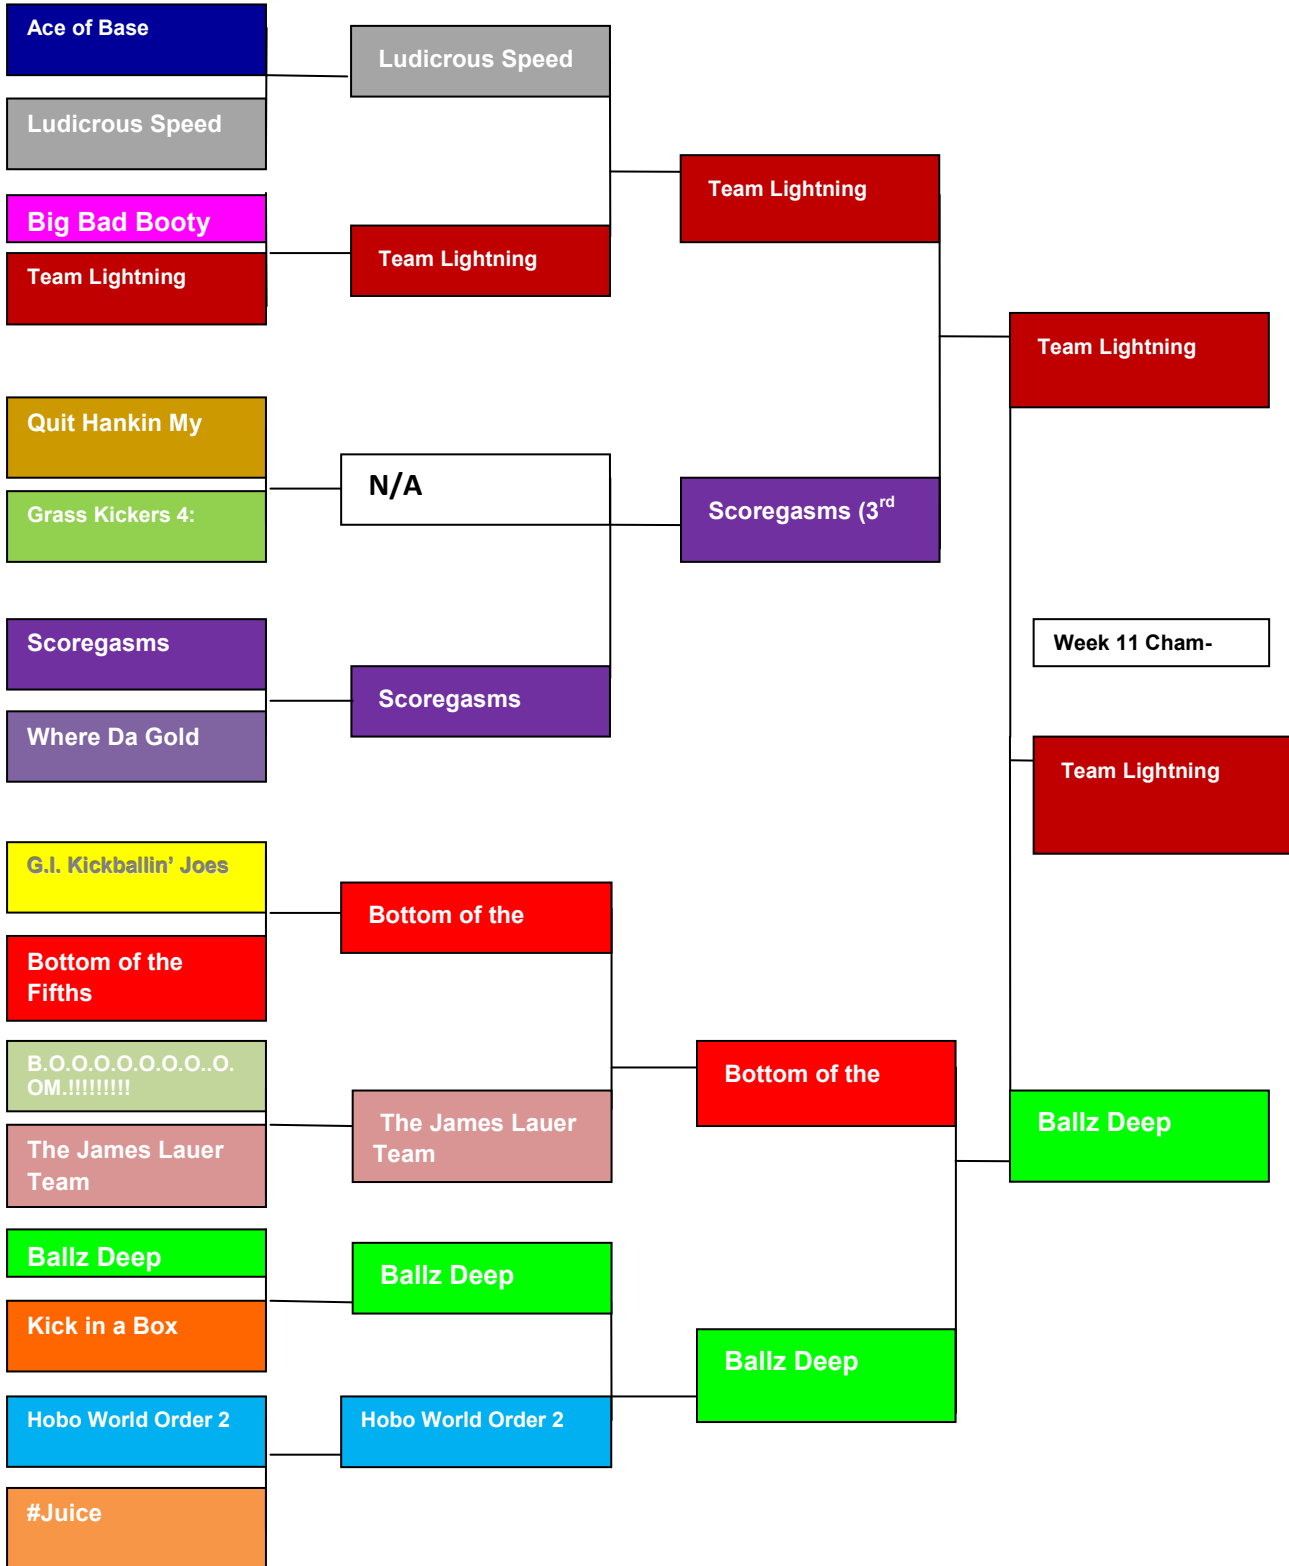 Ace of Base
Ludicrous Speed
Big Bad Booty
Team Lightning
Quit Hankin My
Grass Kickers 4:
Scoregasms
Where Da Gold
G.I. Kickballin’ Joes
Bottom of the
Fifths
B.O.O.O.O.O.O.O..O.
OM.!!!!!!!!!
The James Lauer
Team
Ballz Deep
Kick in a Box
Hobo World Order 2
#Juice
Ludicrous Speed
Team Lightning
N/A
Scoregasms
Bottom of the
The James Lauer
Team
Ballz Deep
Hobo World Order 2
Team Lightning
Scoregasms (3rd
Bottom of the
Ballz Deep
Team Lightning
Week 11 Cham-
Team Lightning
Ballz Deep